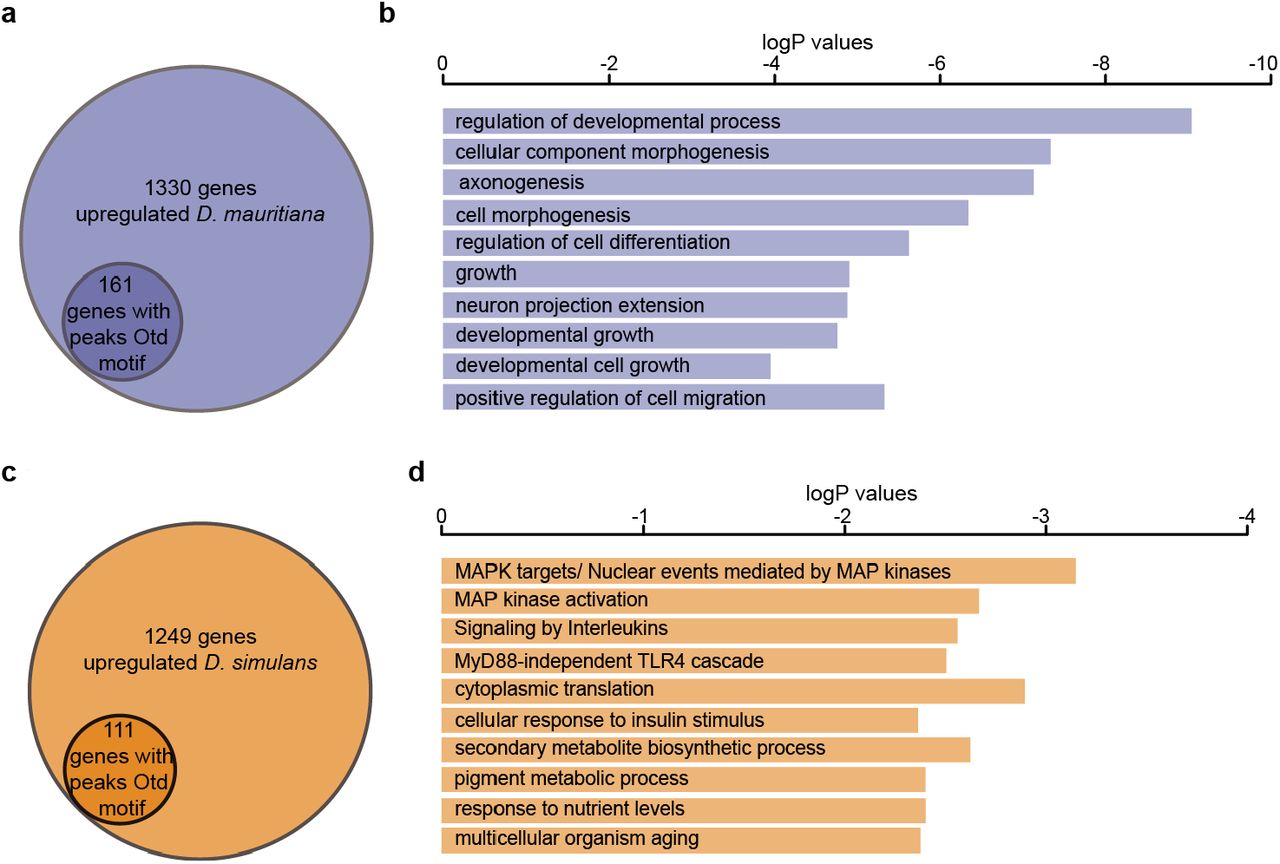 a
1330 genes
upregulated D. mauritiana
161
genes with
peaks Otd
motif
b
logP values
0 -2 -4 -6 -8 -10
regulation of developmental process
cellular component morphogenesis
axonogenesis
cell morphogenesis
regulation of cell differentiation
growth
neuron projection extension
developmental growth
developmental cell growth
positive regulation of cell migration
c
1249 genes
upregulated D. simulans
111
genes with
peaks Otd
motif
d
logP values
0 -1 -2 -3 -4
MAPK targets/ Nuclear events mediated by MAP kinases
MAP kinase activation
Signaling by Interleukins
MyD88-independent TLR4 cascade
cytoplasmic translation
cellular response to insulin stimulus
secondary metabolite biosynthetic process
pigment metabolic process
response to nutrient levels
multicellular organism aging